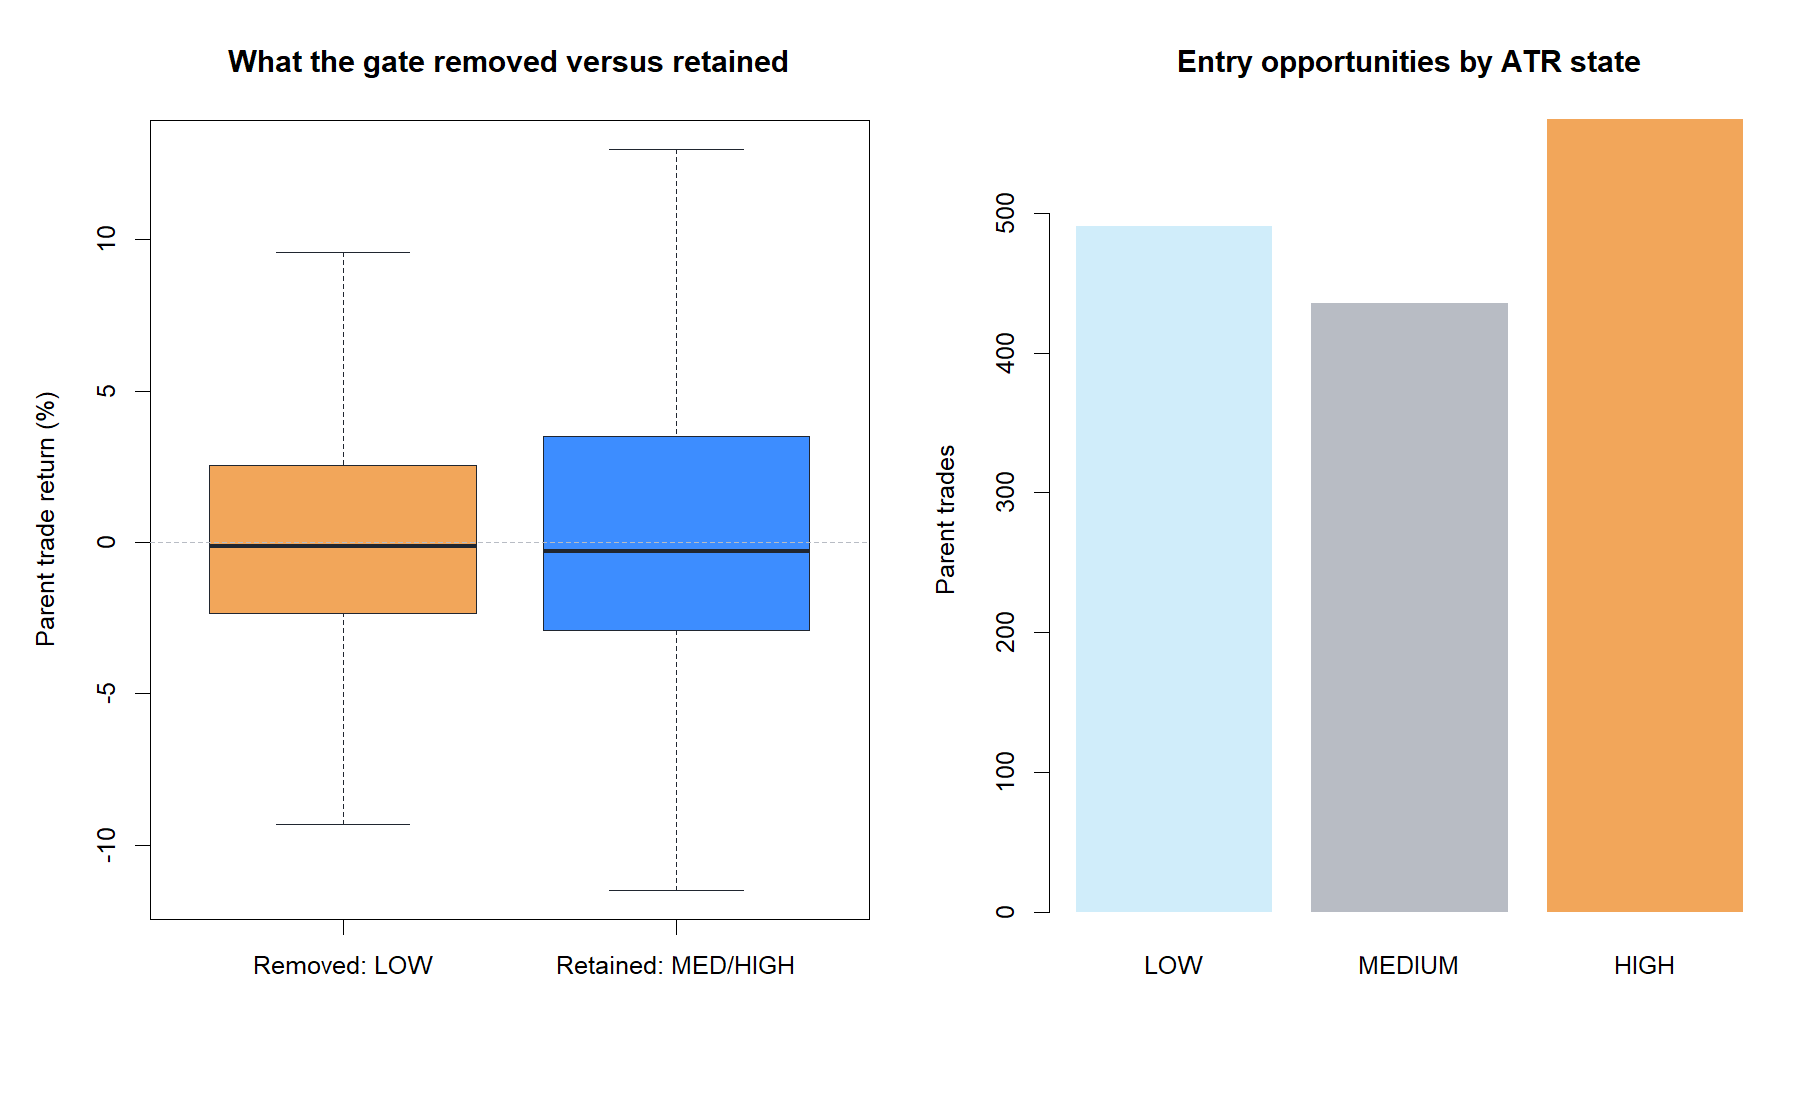 What the gate removed versus retained
Parent trade return (%)
10
5
0
-5
-10
Removed: LOW
Retained: MED/HIGH
Entry opportunities by ATR state
Parent trades
500
400
300
200
100
0
LOW
MEDIUM
HIGH